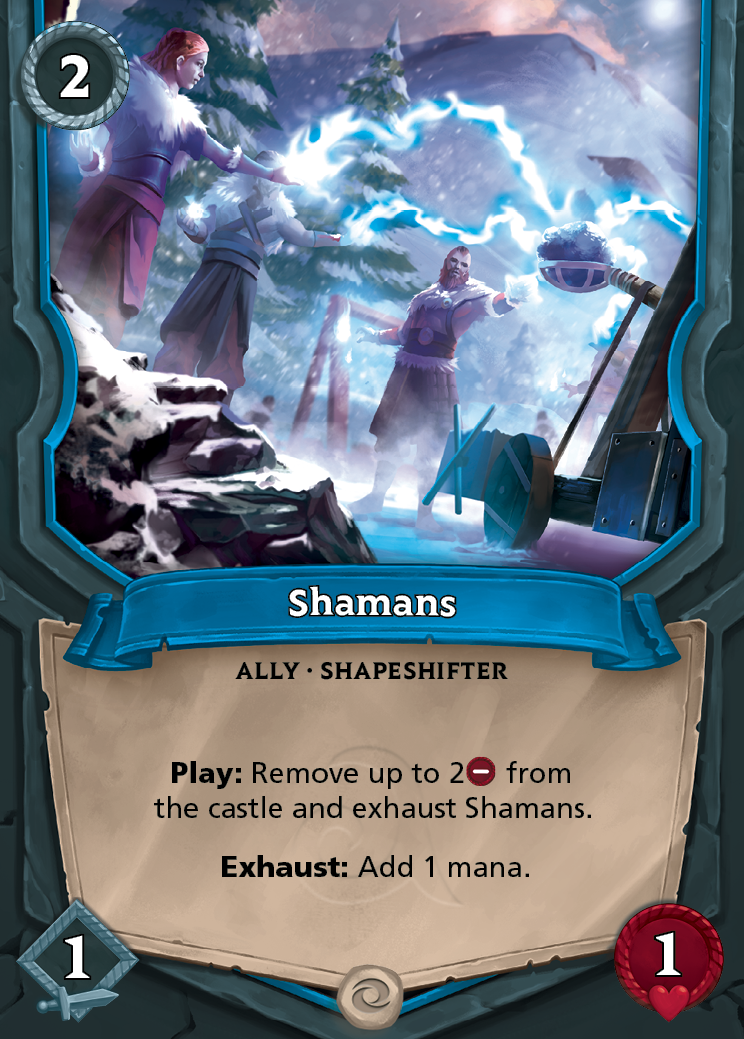 2
Shamans
ALLY · SHAPESHIFTER
Play: Remove up to 2 from
the castle and exhaust Shamans.
Exhaust: Add 1 mana.
1
1